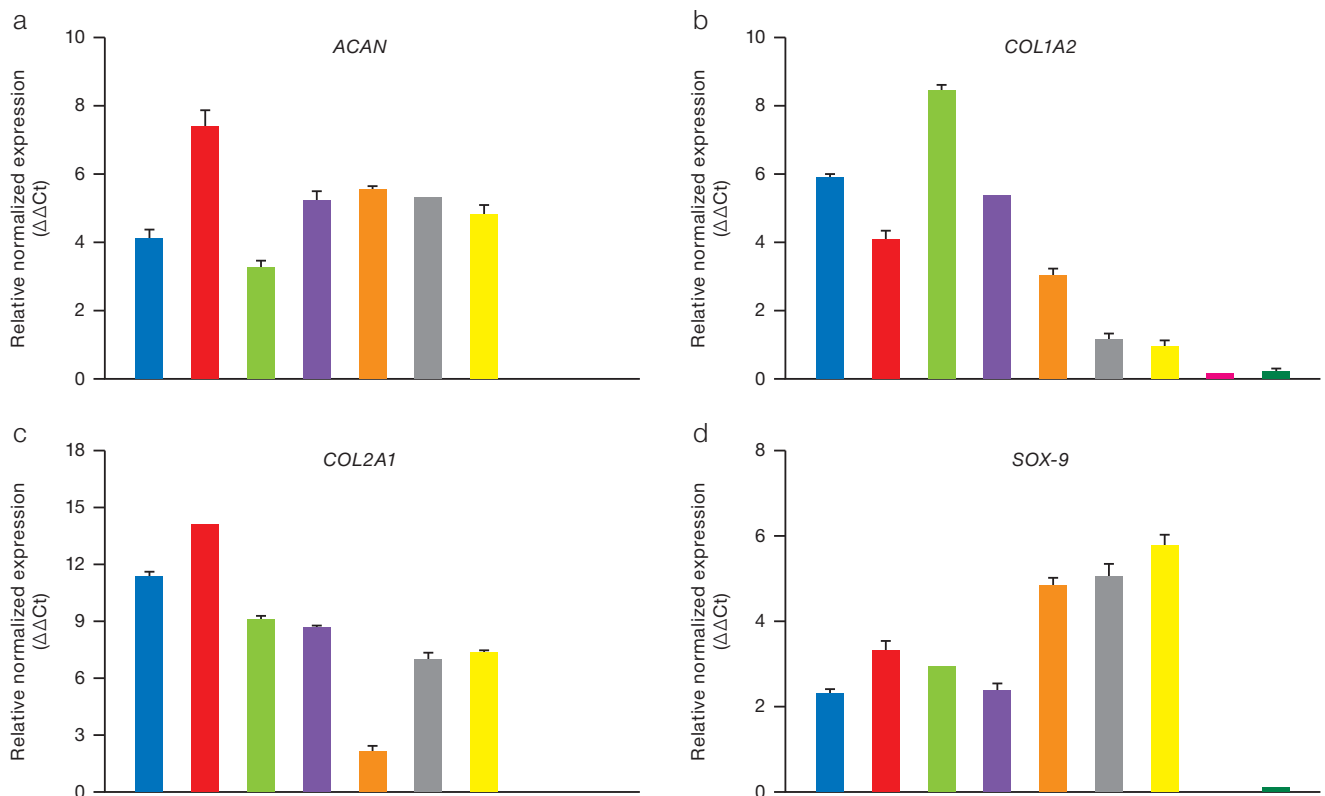 a
ACAN
Relative normalized expression
(ΔΔCt)
10
8
6
4
2
0
b
COL1A2
Relative normalized expression
(ΔΔCt)
10
8
6
4
2
0
c
COL2A1
Relative normalized expression
(ΔΔCt)
18
15
12
9
6
3
0
d
SOX-9
Relative normalized expression
(ΔΔCt)
8
6
4
2
0